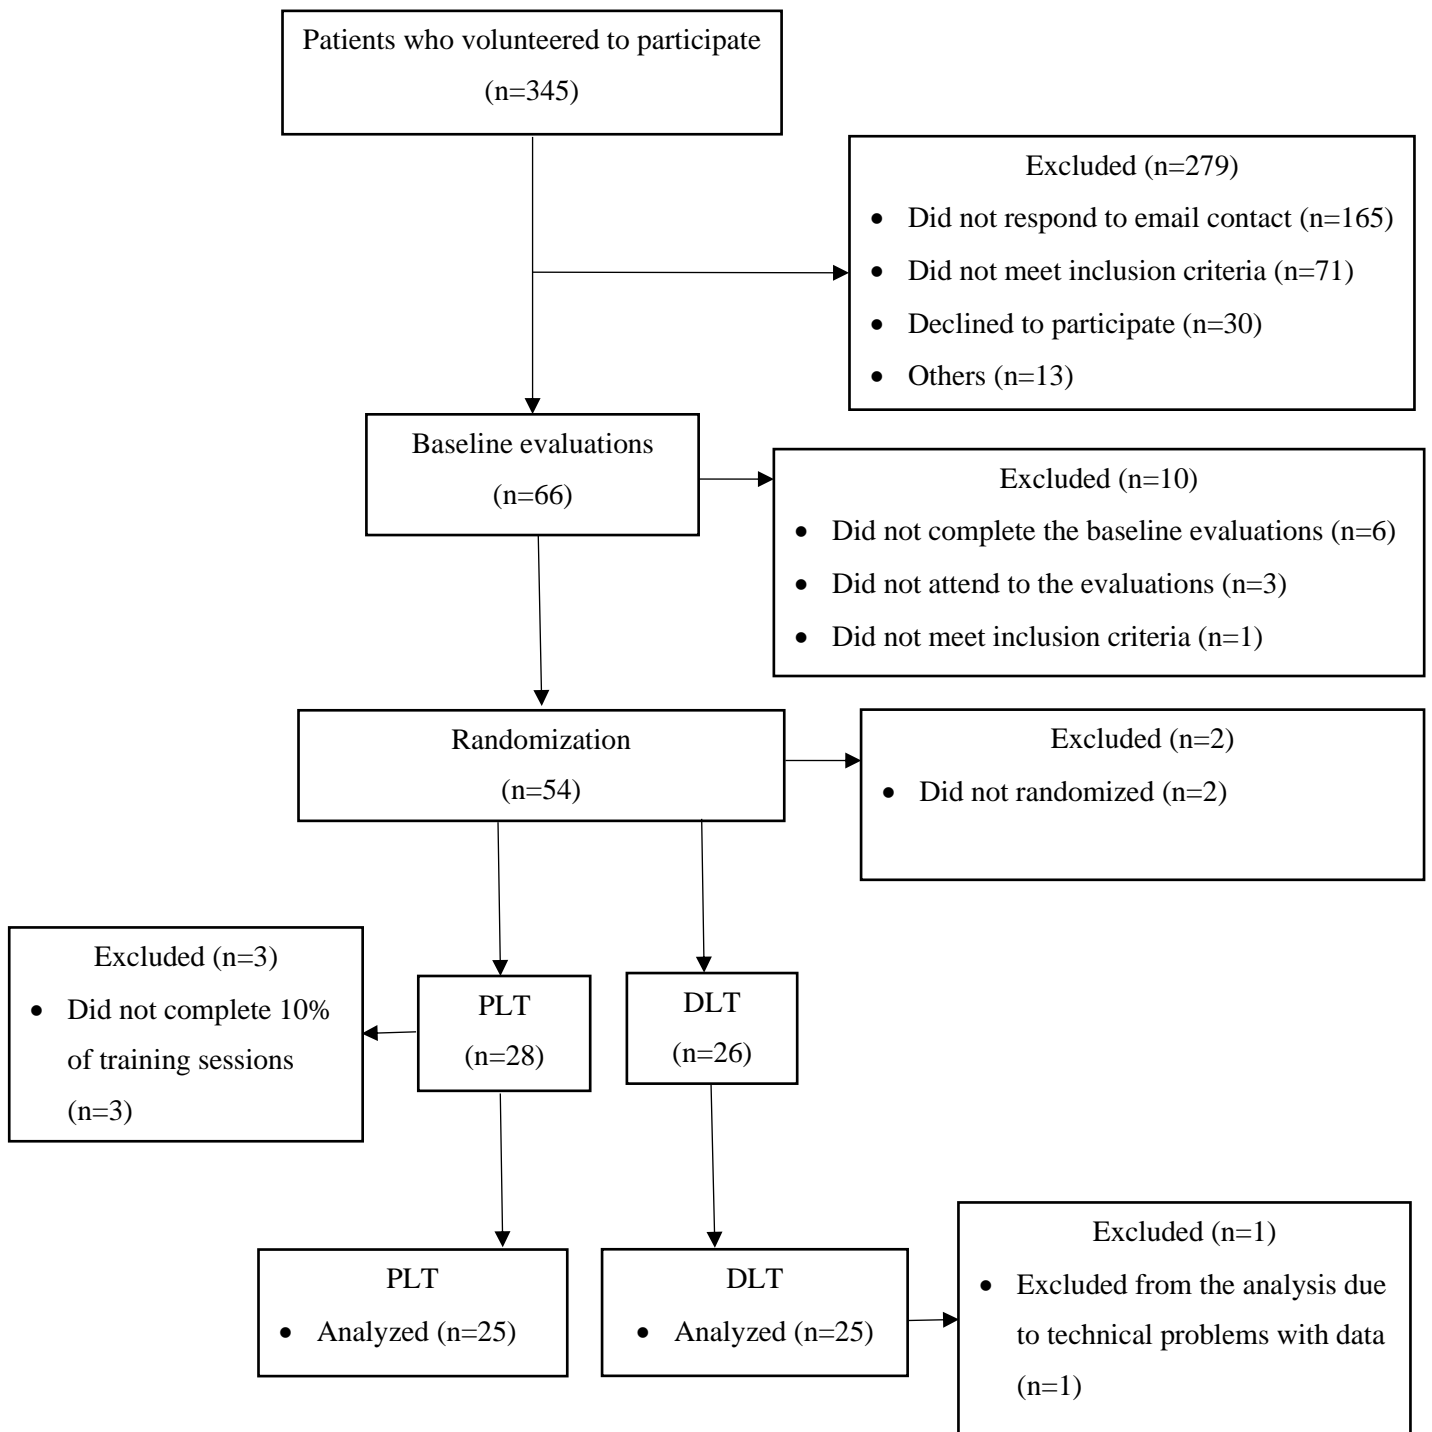 Patients who volunteered to participate
(n=345)
Excluded (n=279)
• Did not respond to email contact (n=165)
• Did not meet inclusion criteria (n=71)
• Declined to participate (n=30)
• Others (n=13)
Baseline evaluations
(n=66)
Excluded (n=10)
• Did not complete the baseline evaluations (n=6)
• Did not attend to the evaluations (n=3)
• Did not meet inclusion criteria (n=1)
Randomization
(n=54)
Excluded (n=2)
• Did not randomized (n=2)
Excluded (n=3)
• Did not complete 10%
of training sessions
(n=3)
PLT
(n=28)
DLT
(n=26)
PLT
• Analyzed (n=25)
DLT
• Analyzed (n=25)
Excluded (n=1)
• Excluded from the analysis due
to technical problems with data
(n=1)